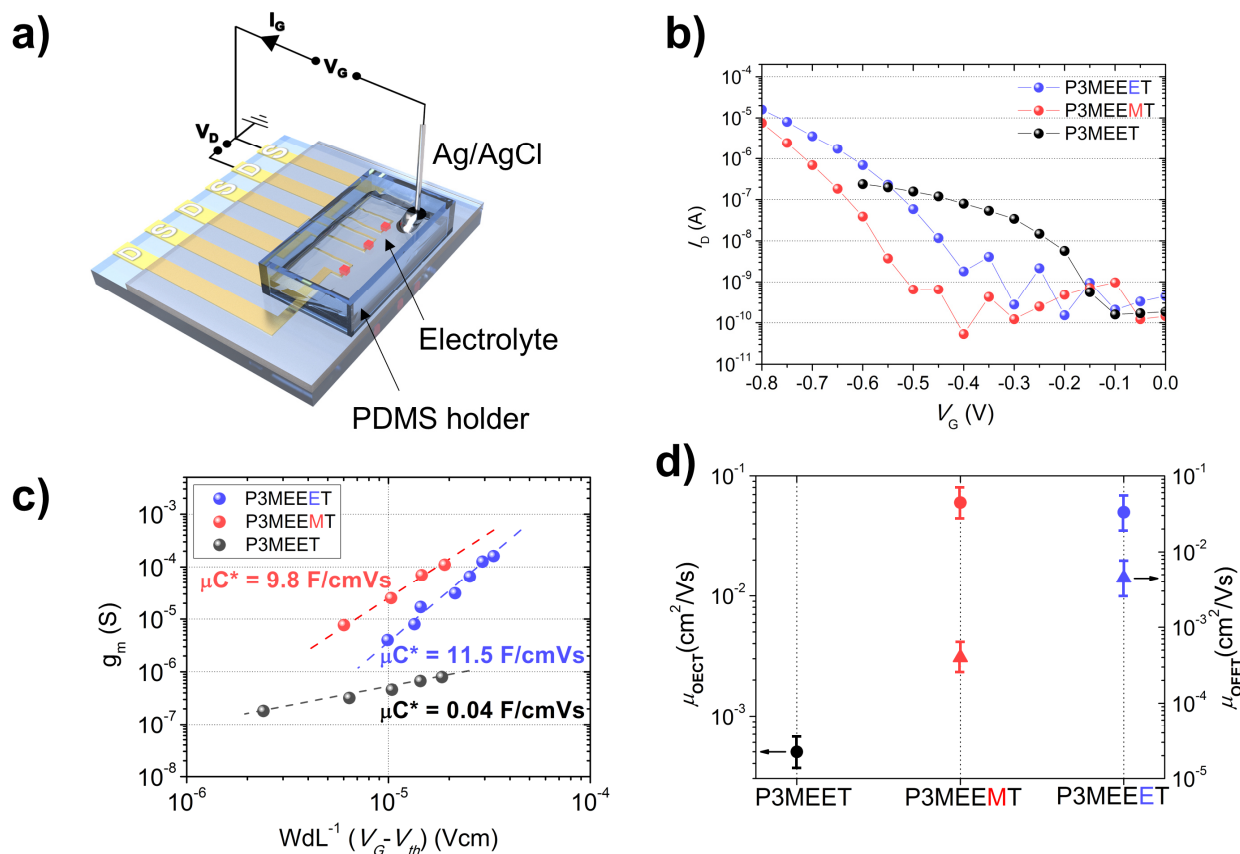 a)
I_G
V_G
V_D
Ag/AgCl
D S D S D S
Electrolyte
PDMS holder
b)
P3MEEET
P3MEEMT
P3MEET
10⁻⁴
10⁻⁵
10⁻⁶
10⁻⁷
10⁻⁸
10⁻⁹
10⁻¹⁰
10⁻¹¹
I_D (A)
-0.8 -0.7 -0.6 -0.5 -0.4 -0.3 -0.2 -0.1 0.0
V_G (V)
c)
P3MEEET
P3MEEMT
P3MEET
μC* = 9.8 F/cmVs
μC* = 11.5 F/cmVs
μC* = 0.04 F/cmVs
10⁻³
10⁻⁴
10⁻⁵
10⁻⁶
10⁻⁷
10⁻⁸
g_m (S)
10⁻⁶ 10⁻⁵ 10⁻⁴
WdL⁻¹ (V_G-V_th) (Vcm)
d)
10⁻¹
10⁻²
10⁻³
μ_OECT(cm²/Vs)
10⁻¹
10⁻²
10⁻³
10⁻⁴
10⁻⁵
μ_OFET(cm²/Vs)
P3MEET P3MEEMT P3MEEET